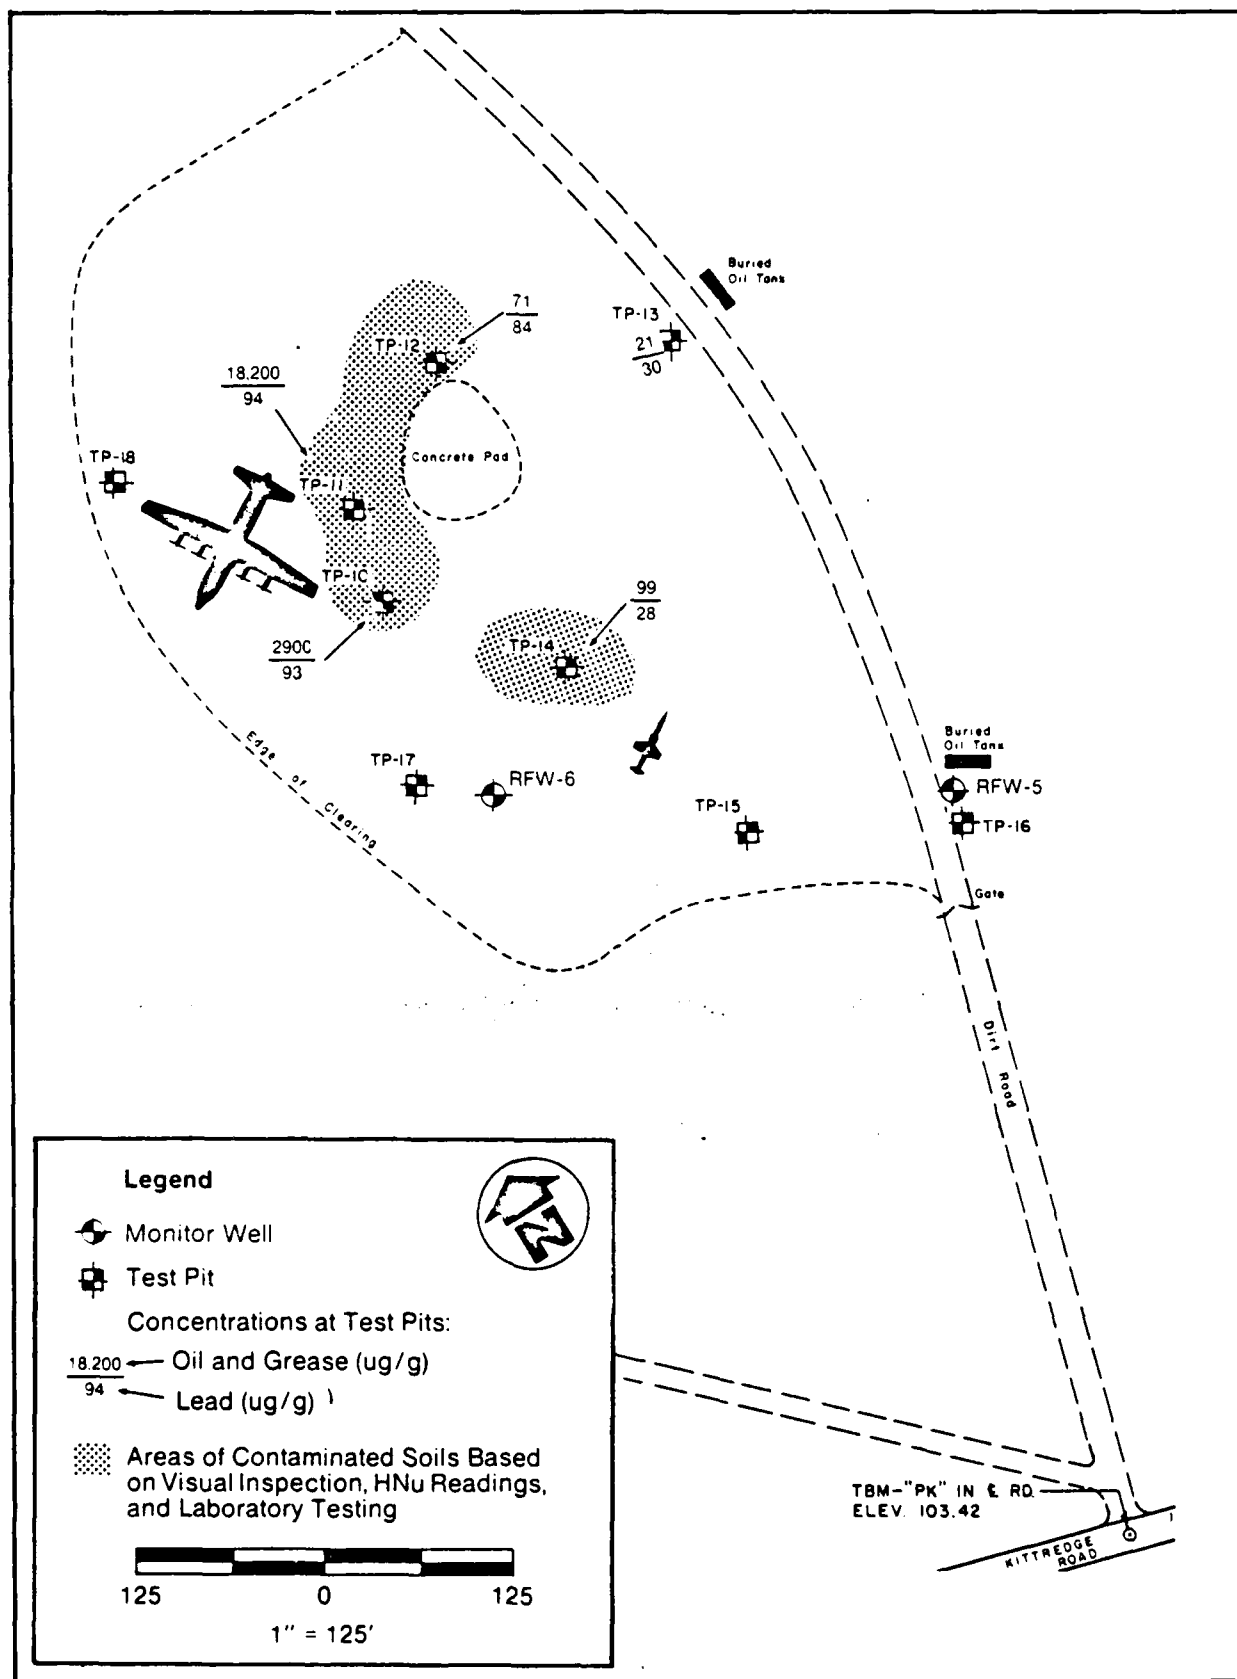 Buried
Oil Tank
TP-13
21
30
71
84
TP-12
18.200
94
Concrete Pad
TP-18
TP-11
TP-10
2900
93
99
28
TP-14
Edge of Clearing
TP-17
RFW-6
TP-15
Buried
Oil Tank
RFW-5
TP-16
Gate
Dirt Road
Legend
N
Monitor Well
Test Pit
Concentrations at Test Pits:
18.200
Oil and Grease (ug/g)
94
Lead (ug/g)
Areas of Contaminated Soils Based
on Visual Inspection, HNu Readings,
and Laboratory Testing
125 0 125
1" = 125'
TBM-"PK" IN ℄ RD.
ELEV. 103.42
KITTREDGE
ROAD